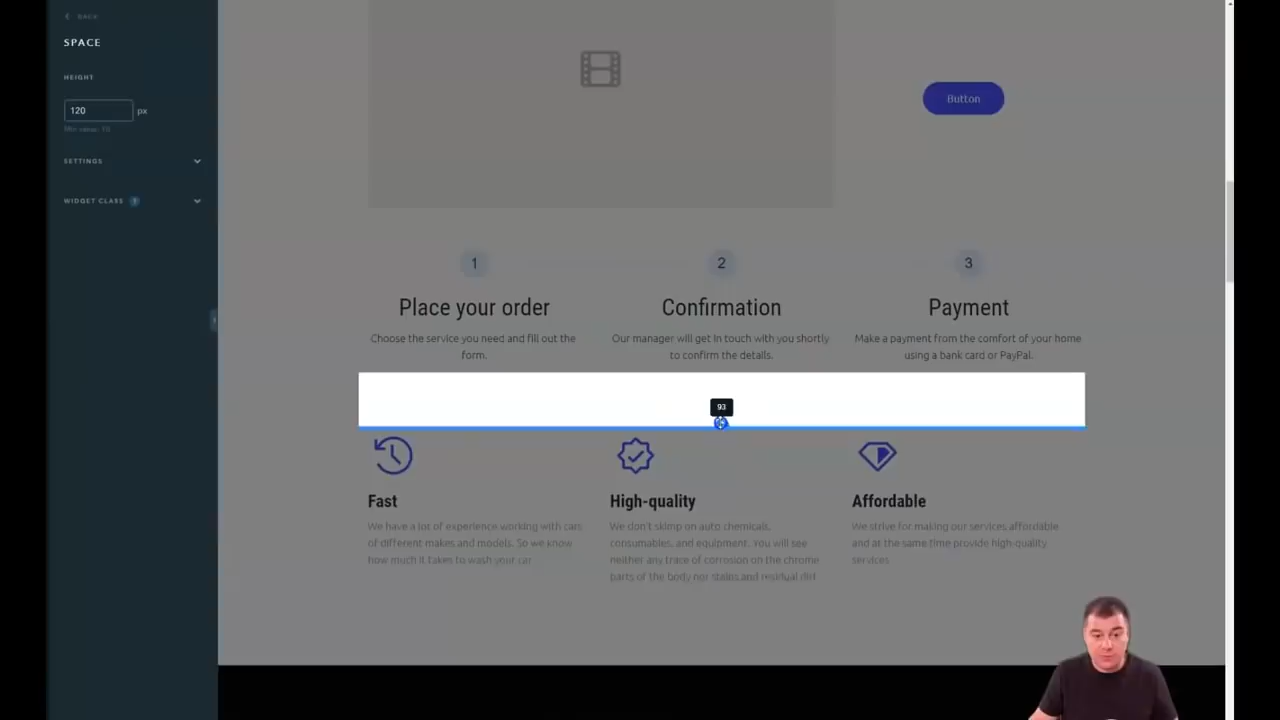 BACK
SPACE
HEIGHT
120 px
Min value: 10
SETTINGS
WIDGET CLASS
Button
1 2 3
Place your order Confirmation Payment
Choose the service you need and fill out the Our manager will get in touch with you shortly Make a payment from the comfort of your home
form. to confirm the details. using a bank card or PayPal.
93
Fast High-quality Affordable
We have a lot of experience working with cars We don't skimp on auto chemicals, We strive for making our services affordable
of different makes and models. So we know consumables, and equipment. You will see and at the same time provide high-quality
how much it takes to wash your car neither any trace of corrosion on the chrome services
parts of the body nor stains and residual dirt